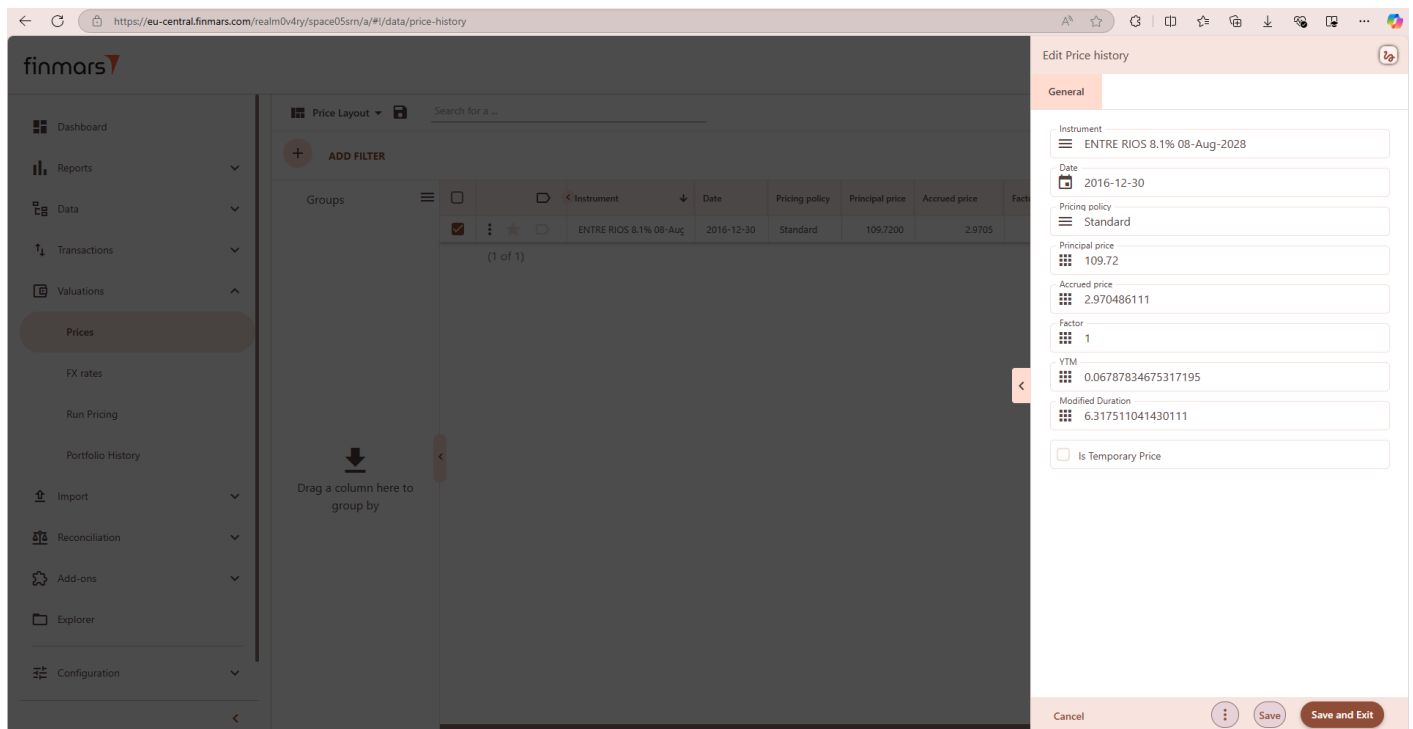 https://eu-central.finmars.com/realm0v4ry/space05srn/a/#!/data/price-history
finmars
Dashboard
Reports
Data
Transactions
Valuations
Prices
FX rates
Run Pricing
Portfolio History
Import
Reconciliation
Add-ons
Explorer
Configuration
Price Layout
Search for a ...
ADD FILTER
Groups
Drag a column here to
group by
Instrument Date Pricing policy Principal price Accrued price Facto
ENTRE RIOS 8.1% 08-Aug 2016-12-30 Standard 109.7200 2.9705
(1 of 1)
Edit Price history
General
Instrument
ENTRE RIOS 8.1% 08-Aug-2028
Date
2016-12-30
Pricing policy
Standard
Principal price
109.72
Accrued price
2.970486111
Factor
1
YTM
0.06787834675317195
Modified Duration
6.317511041430111
Is Temporary Price
Cancel
Save
Save and Exit